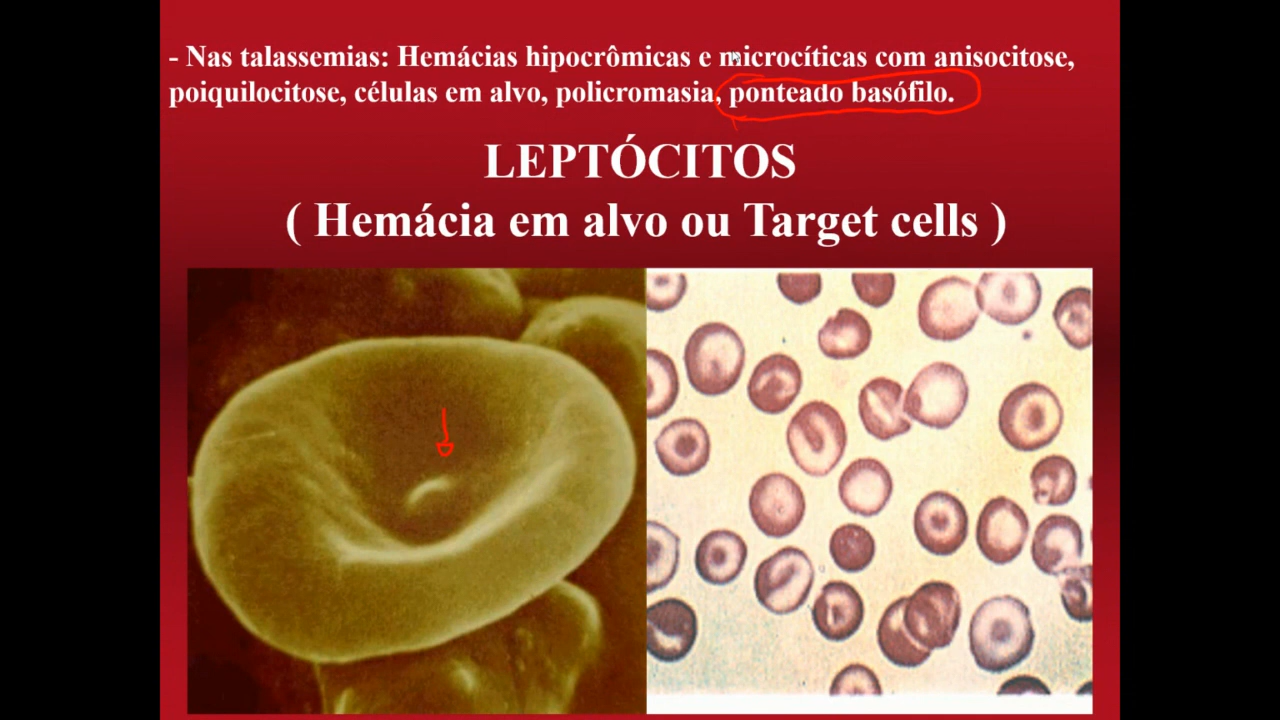 - Nas talassemias: Hemácias hipocrômicas e microcíticas com anisocitose,
poiquilocitose, células em alvo, policromasia, ponteado basófilo.
LEPTÓCITOS
( Hemácia em alvo ou Target cells )